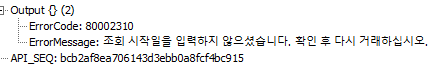 Output {} (2)
ErrorCode: 80002310
ErrorMessage: 조회 시작일을 입력하지 않으셨습니다. 확인 후 다시 거래하십시오.
API_SEQ: bcb2af8ea706143d3ebb0a8fcf4bc915